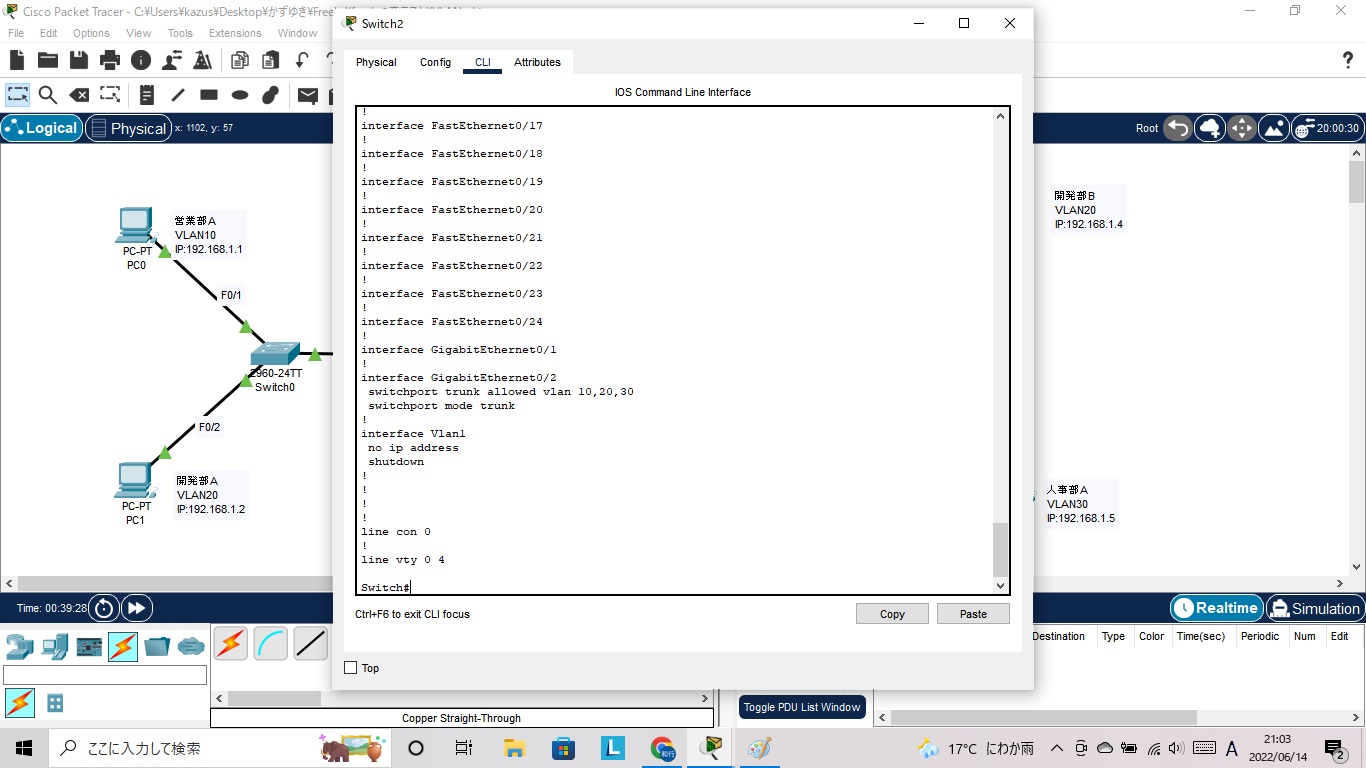 Cisco Packet Tracer - C:¥Users¥kazus¥Desktop¥かずゆき¥Free
Switch2
File Edit Options View Tools Extensions Window
Physical Config CLI Attributes
IOS Command Line Interface
Logical Physical x: 1102, y: 57
Root 20:00:30
!
interface FastEthernet0/17
!
interface FastEthernet0/18
!
interface FastEthernet0/19
!
interface FastEthernet0/20
!
interface FastEthernet0/21
!
interface FastEthernet0/22
!
interface FastEthernet0/23
!
interface FastEthernet0/24
!
interface GigabitEthernet0/1
!
interface GigabitEthernet0/2
switchport trunk allowed vlan 10,20,30
switchport mode trunk
!
interface Vlan1
no ip address
shutdown
!
!
!
!
line con 0
!
line vty 0 4
Switch#
Ctrl+F6 to exit CLI focus
Copy Paste
Top
営業部A
VLAN10
IP:192.168.1.1
PC-PT
PC0
F0/1
2960-24TT
Switch0
F0/2
開発部A
VLAN20
IP:192.168.1.2
PC-PT
PC1
開発部B
VLAN20
IP:192.168.1.4
人事部A
VLAN30
IP:192.168.1.5
Time: 00:39:28
Realtime Simulation
Destination Type Color Time(sec) Periodic Num Edit
Copper Straight-Through
Toggle PDU List Window
ここに入力して検索
L
17°C にわか雨
A
21:03
2022/06/14
2